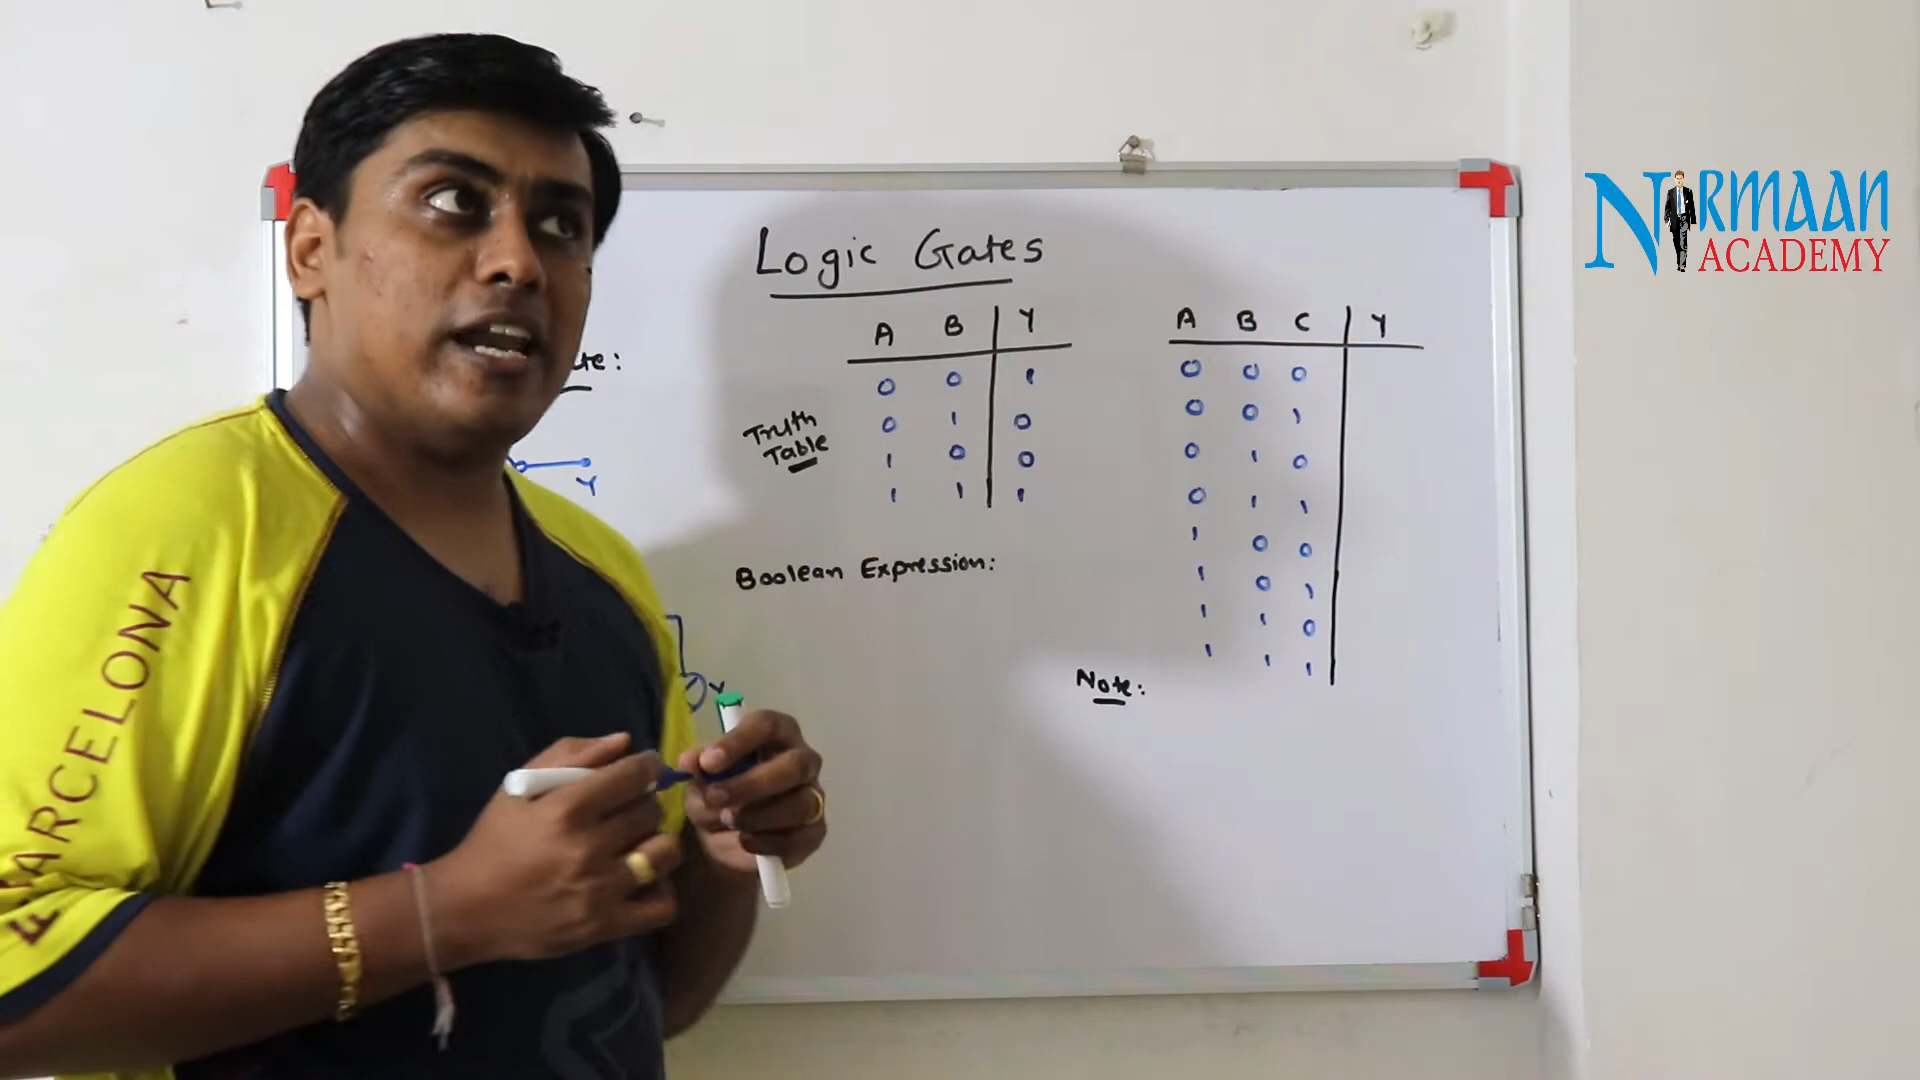 Logic Gates
A B Y
0 0 1
0 1 0
1 0 0
1 1 1
Truth
Table
Boolean Expression:
A B C Y
0 0 0
0 0 1
0 1 0
0 1 1
1 0 0
1 0 1
1 1 0
1 1 1
Note:
Y
Y
NIRMAAN
ACADEMY